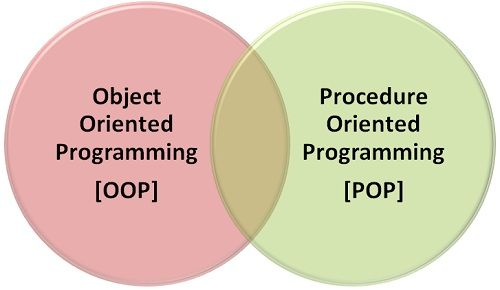 Object
Oriented
Programming
[OOP]
Procedure
Oriented
Programming
[POP]